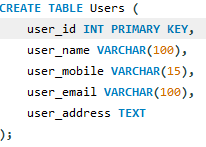 CREATE TABLE Users (
user_id INT PRIMARY KEY,
user_name VARCHAR(100),
user_mobile VARCHAR(15),
user_email VARCHAR(100),
user_address TEXT
);